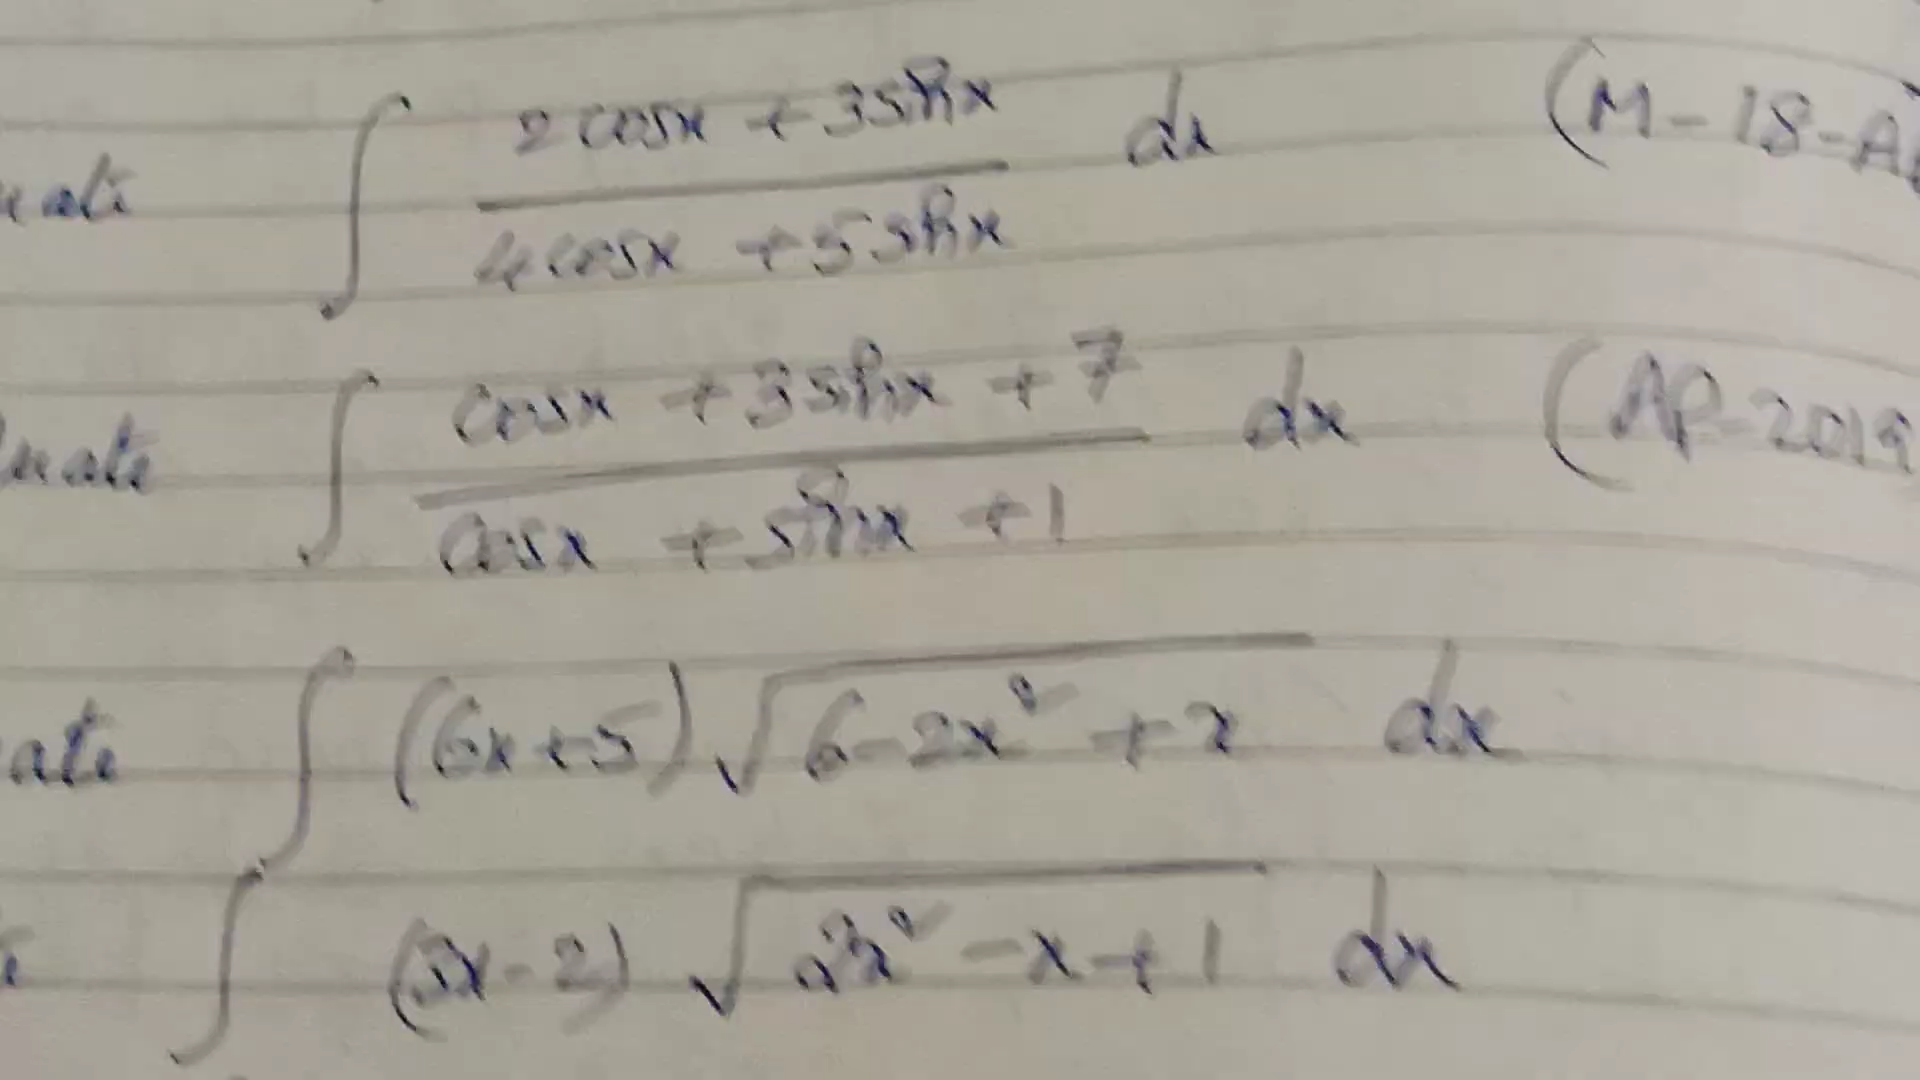 ∫ (2cosx + 3sinx)/(4cosx + 5sinx) dx (M-18-A
∫ (cosx + 3sinx + 7)/(cosx + sinx + 1) dx (AP-2019
∫ (6x+5)√(6-2x²+x) dx
∫ (3x-2)√(2x²-x+1) dx